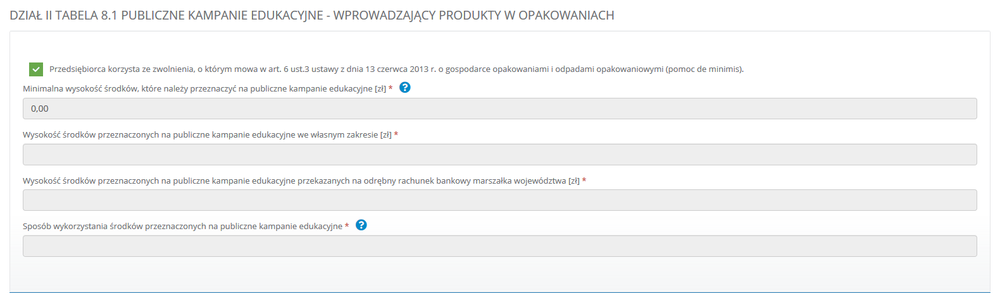 DZIAŁ II TABELA 8.1 PUBLICZNE KAMPANIE EDUKACYJNE - WPROWADZAJĄCY PRODUKTY W OPAKOWANIACH
Przedsiębiorca korzysta ze zwolnienia, o którym mowa w art. 6 ust.3 ustawy z dnia 13 czerwca 2013 r. o gospodarce opakowaniami i odpadami opakowaniowymi (pomoc de minimis).
Minimalna wysokość środków, które należy przeznaczyć na publiczne kampanie edukacyjne [zł] * ?
0,00
Wysokość środków przeznaczonych na publiczne kampanie edukacyjne we własnym zakresie [zł] *
Wysokość środków przeznaczonych na publiczne kampanie edukacyjne przekazanych na odrębny rachunek bankowy marszałka województwa [zł] *
Sposób wykorzystania środków przeznaczonych na publiczne kampanie edukacyjne * ?